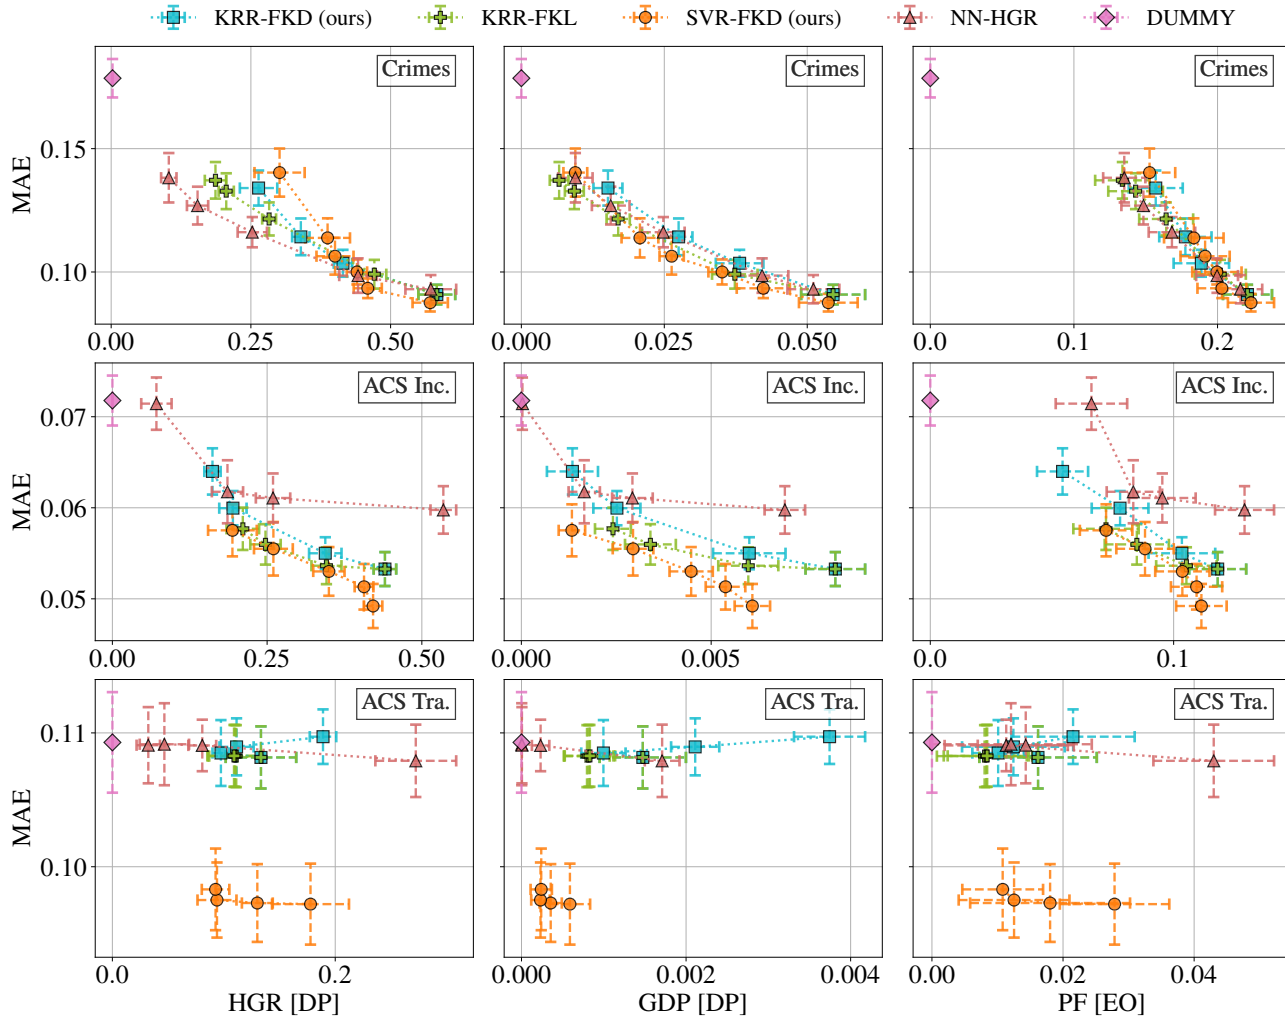 KRR-FKD (ours) KRR-FKL SVR-FKD (ours) NN-HGR DUMMY
Crimes Crimes Crimes
MAE
0.15
0.10
0.00 0.25 0.50 0.000 0.025 0.050 0.0 0.1 0.2
ACS Inc. ACS Inc. ACS Inc.
MAE
0.07
0.06
0.05
0.00 0.25 0.50 0.000 0.005 0.0 0.1
ACS Tra. ACS Tra. ACS Tra.
MAE
0.11
0.10
0.0 0.2 0.000 0.002 0.004 0.00 0.02 0.04
HGR [DP] GDP [DP] PF [EO]